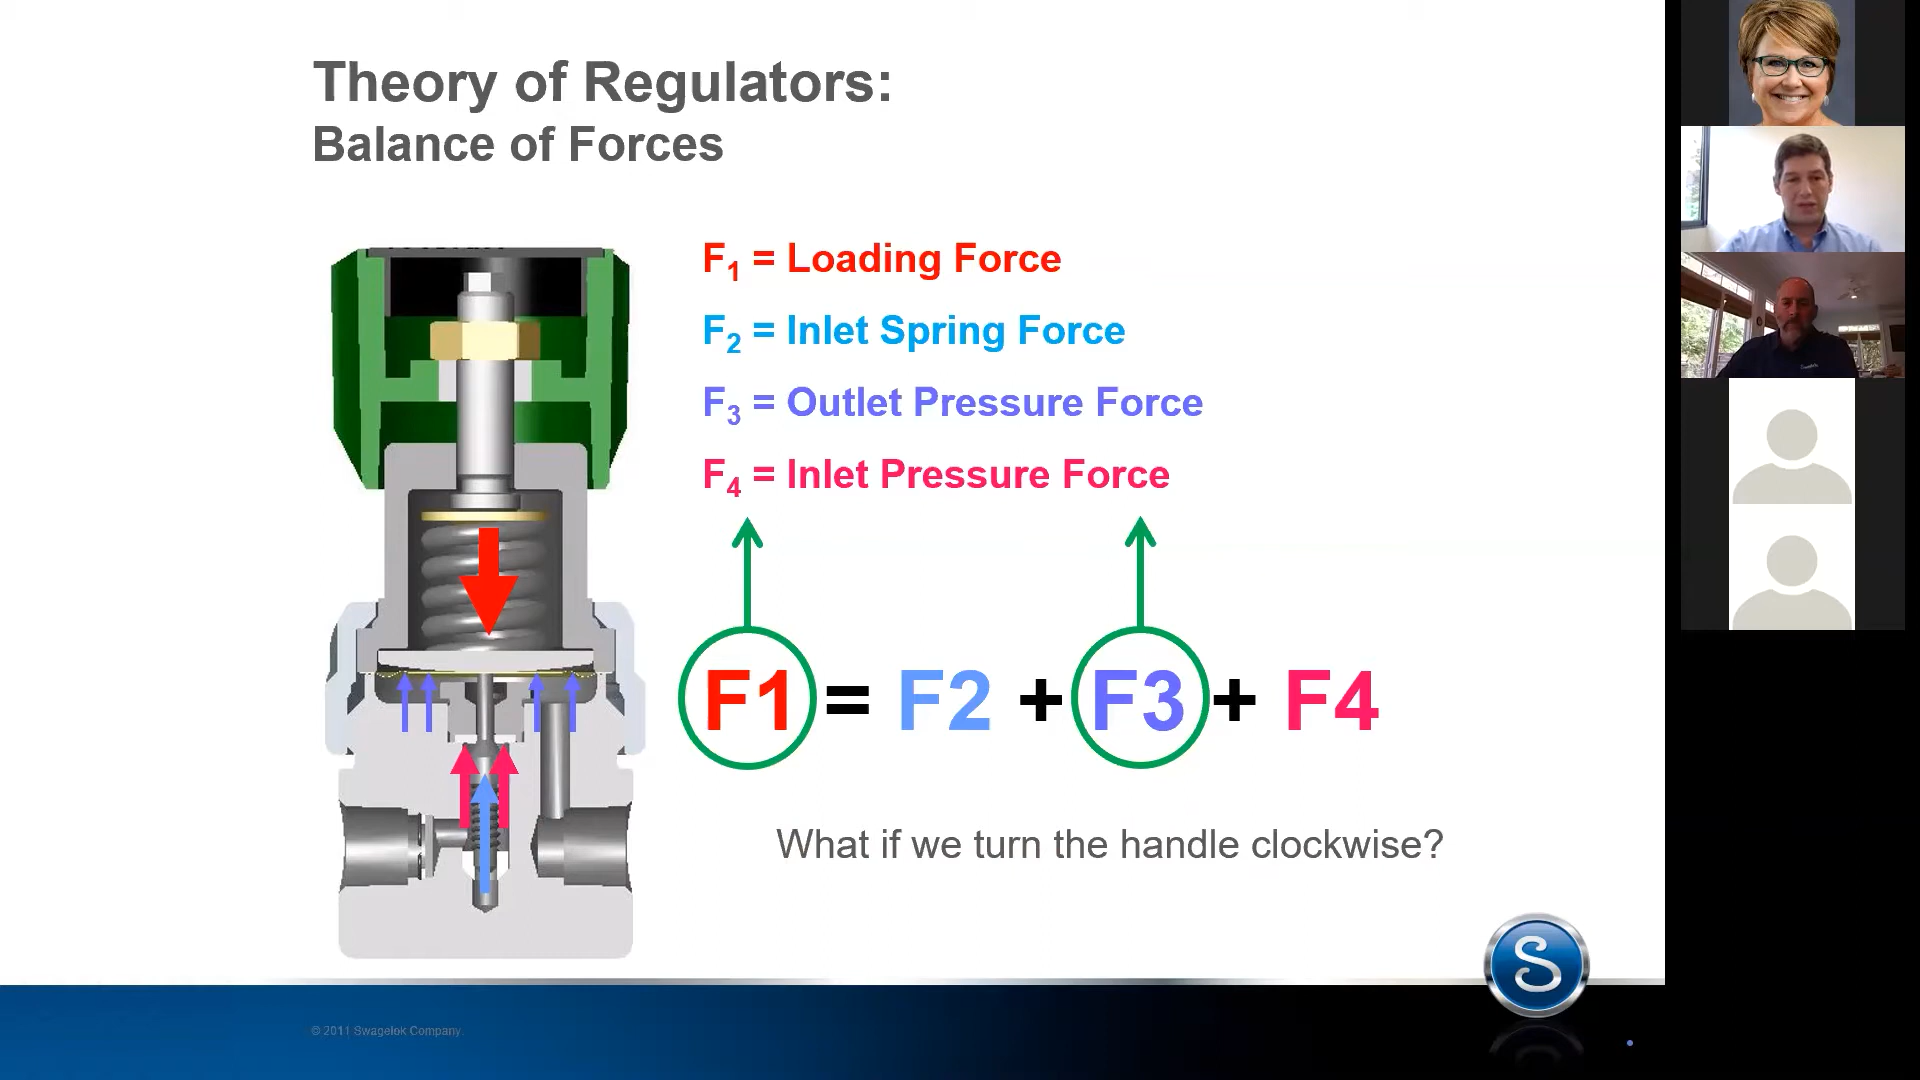 Theory of Regulators:
Balance of Forces
F1 = Loading Force
F2 = Inlet Spring Force
F3 = Outlet Pressure Force
F4 = Inlet Pressure Force
F1 = F2 + F3 + F4
What if we turn the handle clockwise?
S
© 2011 Swagelok Company.